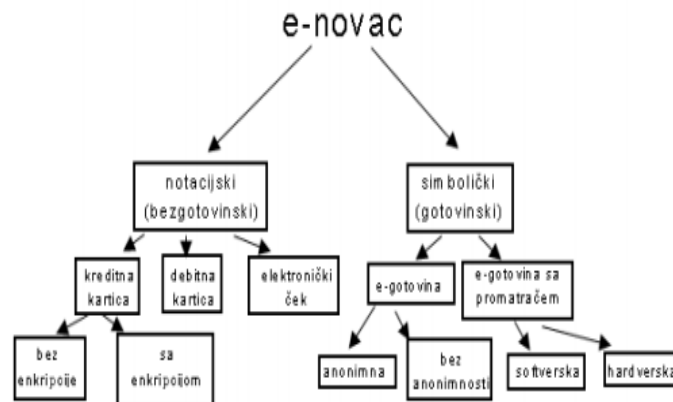 e-novac
notacijski
(bezgotovinski)
simbolički
(gotovinski)
kreditna
kartica
debitna
kartica
elektronički
ček
e-gotovina
e-gotovina sa
promatračem
bez
enkripcije
sa
enkripcijom
anonimna
bez
anonimnosti
softverska
hardverska